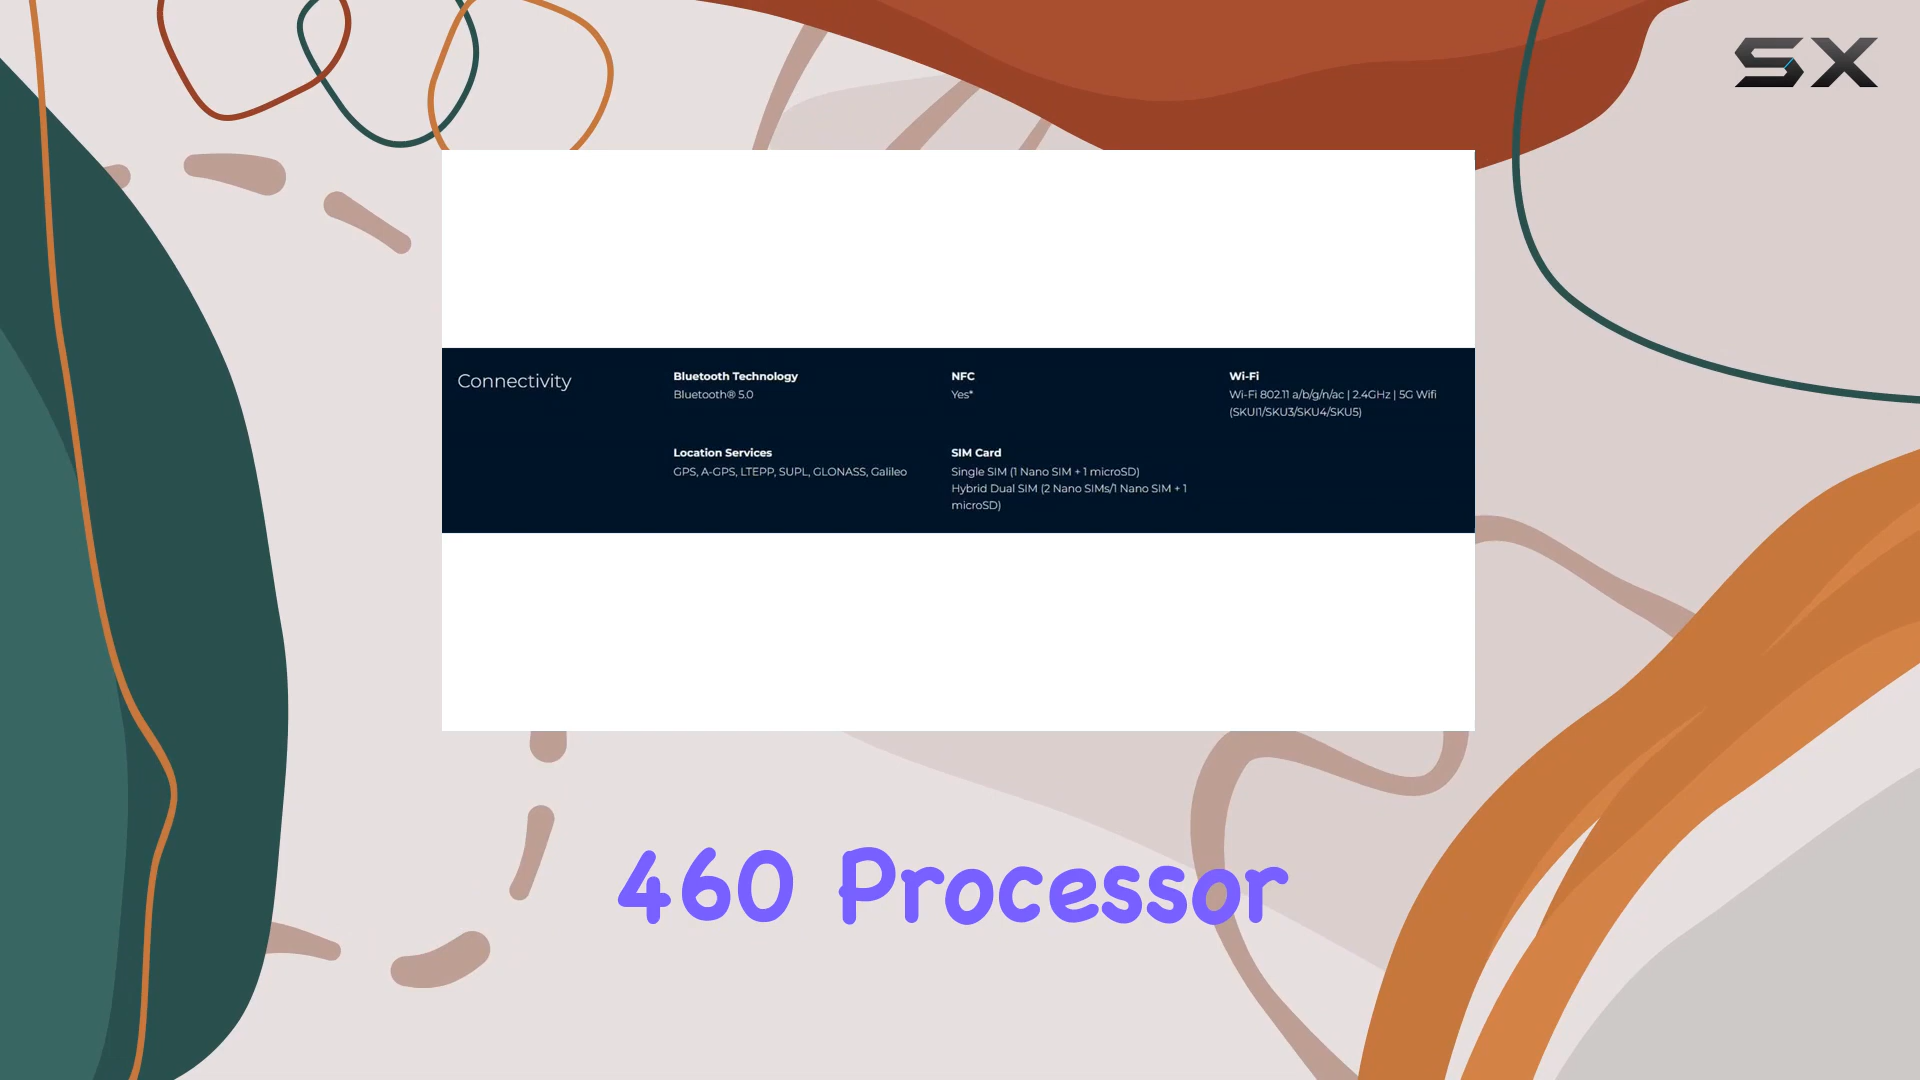 SX
Connectivity
Bluetooth Technology
Bluetooth® 5.0
NFC
Yes*
Wi-Fi
Wi-Fi 802.11 a/b/g/n/ac | 2.4GHz | 5G Wifi
(SKU11/SKU3/SKU4/SKU5)
Location Services
GPS, A-GPS, LTEPP, SUPL, GLONASS, Galileo
SIM Card
Single SIM (1 Nano SIM + 1 microSD)
Hybrid Dual SIM (2 Nano SIMs/1 Nano SIM + 1
microSD)
460 Processor